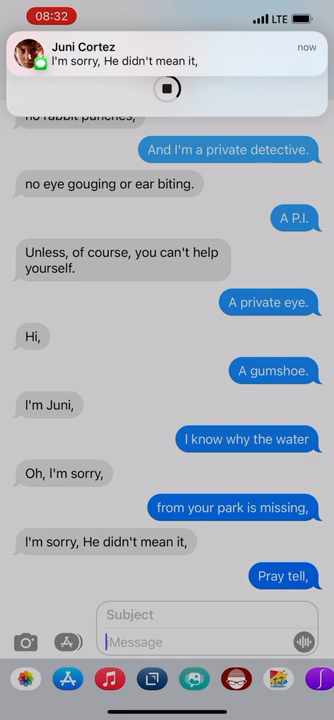 08:32
LTE
Juni Cortez
now
I'm sorry, He didn't mean it,
no rabbit punches,
And I'm a private detective.
no eye gouging or ear biting.
A P.I.
Unless, of course, you can't help
yourself.
A private eye.
Hi,
A gumshoe.
I'm Juni,
I know why the water
Oh, I'm sorry,
from your park is missing,
I'm sorry, He didn't mean it,
Pray tell,
Subject
iMessage